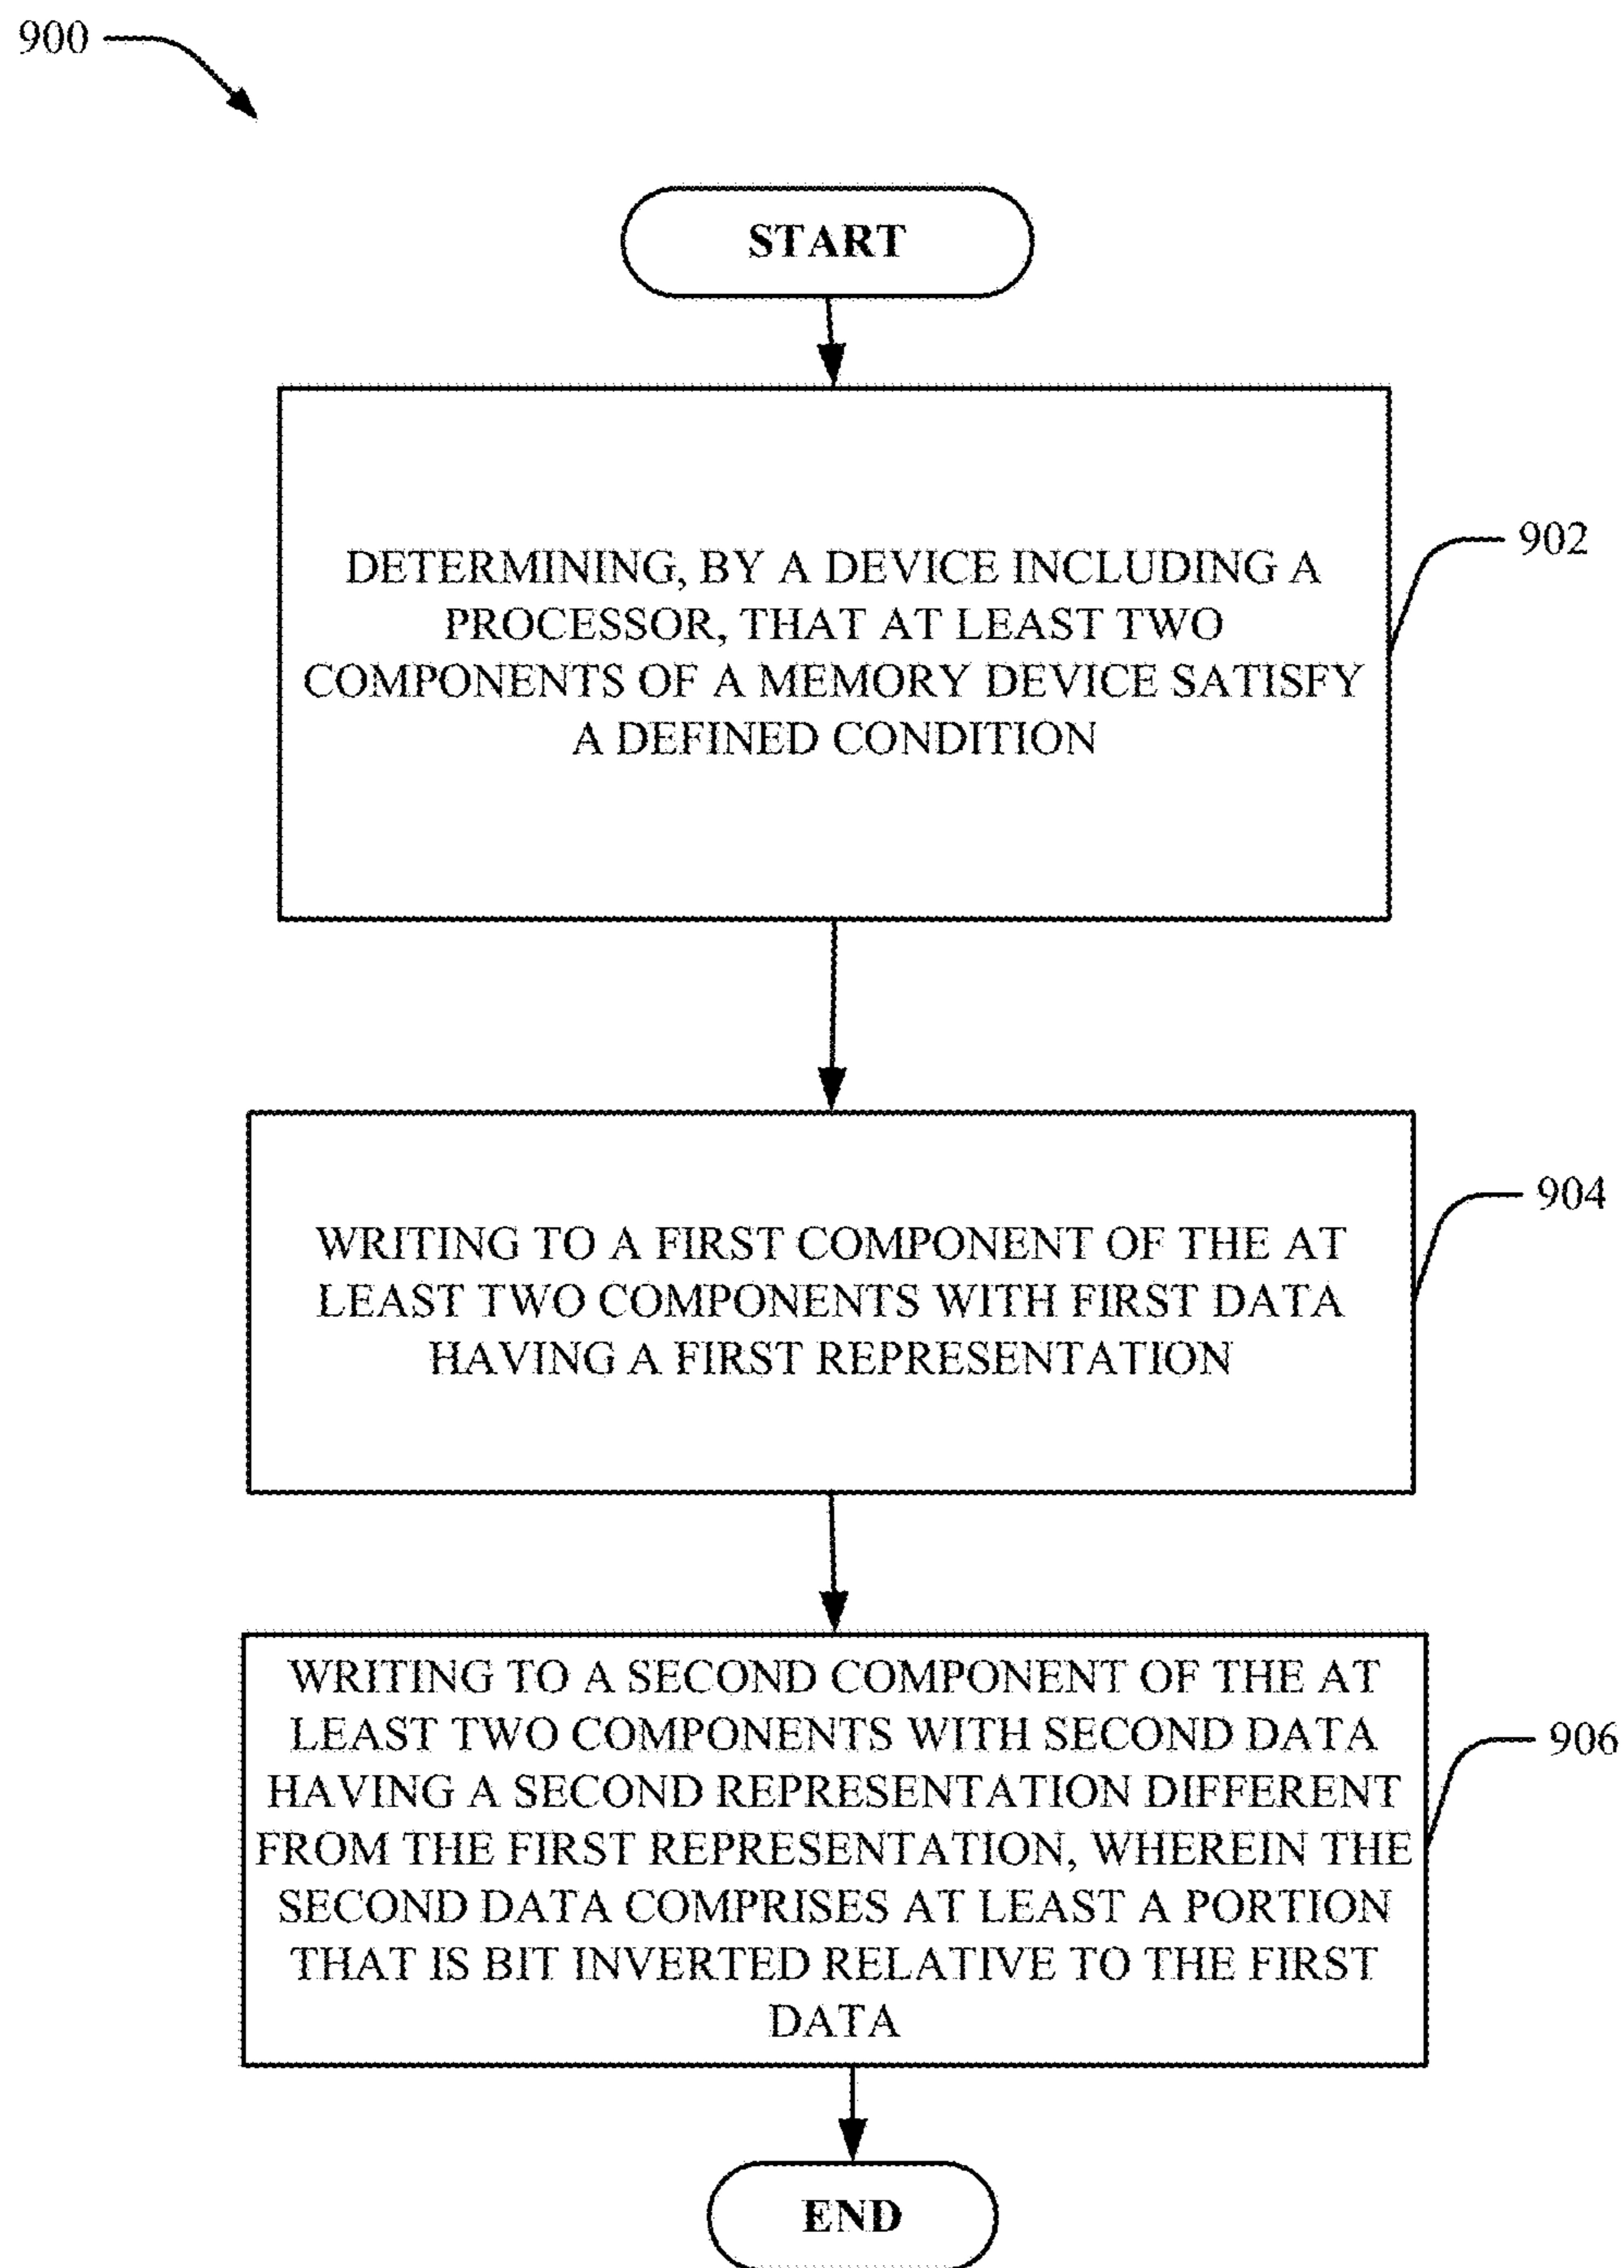 900
START
DETERMINING, BY A DEVICE INCLUDING A
PROCESSOR, THAT AT LEAST TWO
COMPONENTS OF A MEMORY DEVICE SATISFY
A DEFINED CONDITION
902
WRITING TO A FIRST COMPONENT OF THE AT
LEAST TWO COMPONENTS WITH FIRST DATA
HAVING A FIRST REPRESENTATION
904
WRITING TO A SECOND COMPONENT OF THE AT
LEAST TWO COMPONENTS WITH SECOND DATA
HAVING A SECOND REPRESENTATION DIFFERENT
FROM THE FIRST REPRESENTATION, WHEREIN THE
SECOND DATA COMPRISES AT LEAST A PORTION
THAT IS BIT INVERTED RELATIVE TO THE FIRST
DATA
906
END